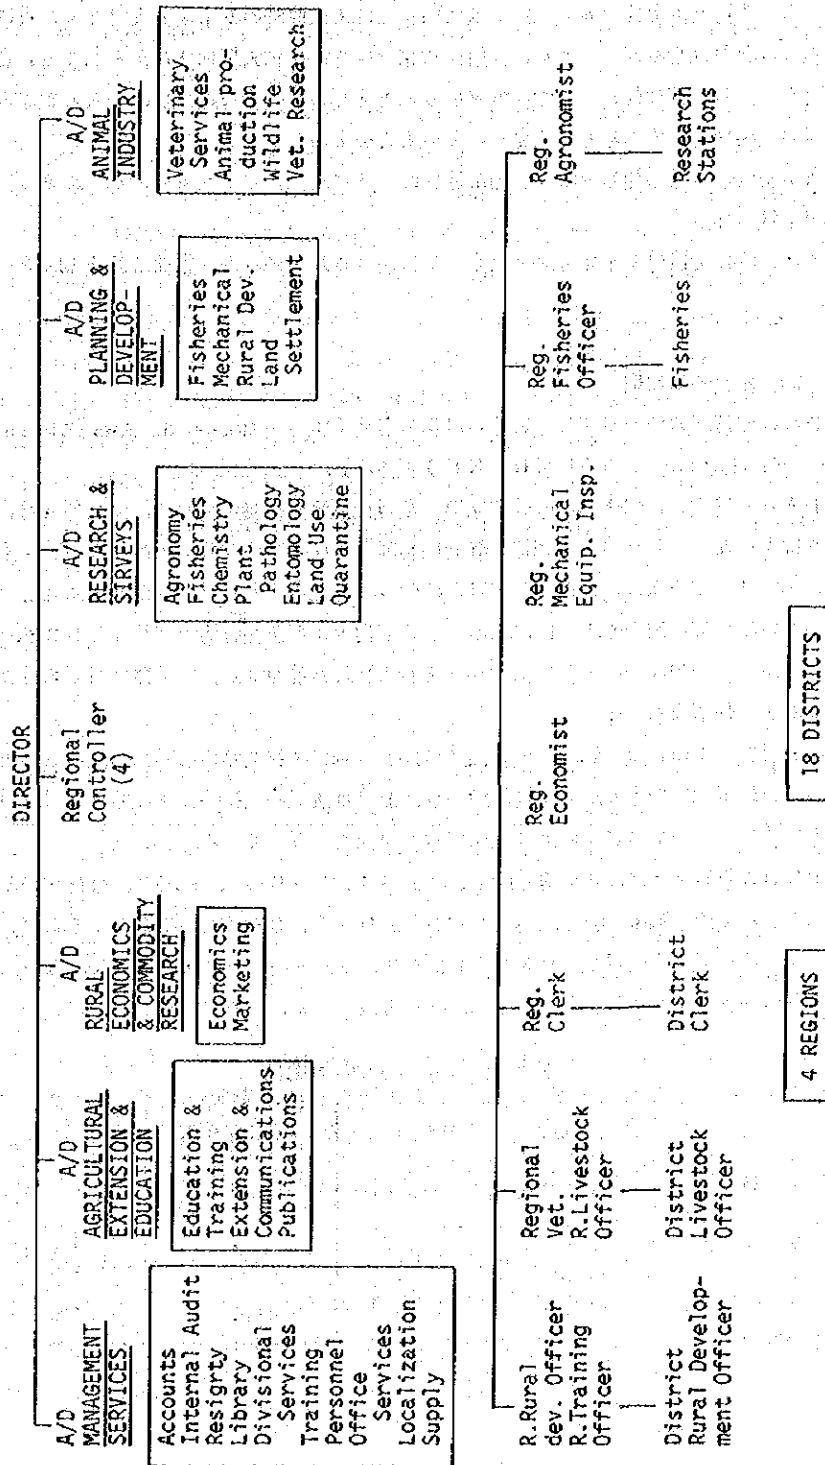 DIRECTOR
A/D
MANAGEMENT
SERVICES
Accounts
Internal Audit
Resigrty
Library
Divisional
Services
Training
Personnel
Office
Services
Localization
Supply
A/D
AGRICULTURAL
EXTENSION &
EDUCATION
Education &
Training
Extension &
Communications
Publications
A/D
RURAL
ECONOMICS
& COMMODITY
RESEARCH
Economics
Marketing
Regional
Controller
(4)
A/D
RESEARCH &
SIRVEYS
Agronomy
Fisheries
Chemistry
Plant
Pathology
Entomology
Land Use
Quarantine
A/D
PLANNING &
DEVELOP-
MENT
Fisheries
Mechanical
Rural Dev.
Land
Settlement
A/D
ANIMAL
INDUSTRY
Veterinary
Services
Animal pro-
duction
Wildlife
Vet. Research
R.Rural
dev. Officer
R.Training
Officer
District
Rural Develop-
ment Officer
Regional
Vet.
R.Livestock
Officer
District
Livestock
Officer
Reg.
Clerk
District
Clerk
Reg.
Economist
Reg.
Mechanical
Equip. Insp.
Reg.
Fisheries
Officer
Fisheries
Reg.
Agronomist
Research
Stations
4 REGIONS
18 DISTRICTS